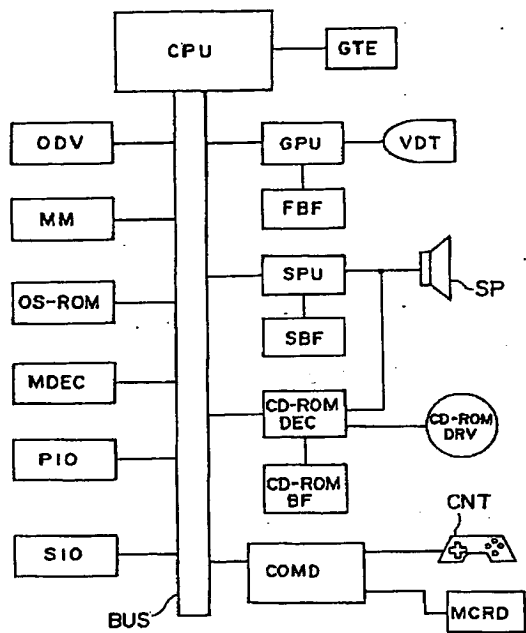 CPU
GTE
ODV
GPU
VDT
MM
FBF
SPU
SP
OS-ROM
SBF
MDEC
CD-ROM
DEC
CD-ROM
DRV
PIO
CD-ROM
BF
CNT
SIO
COMD
BUS
MCRD